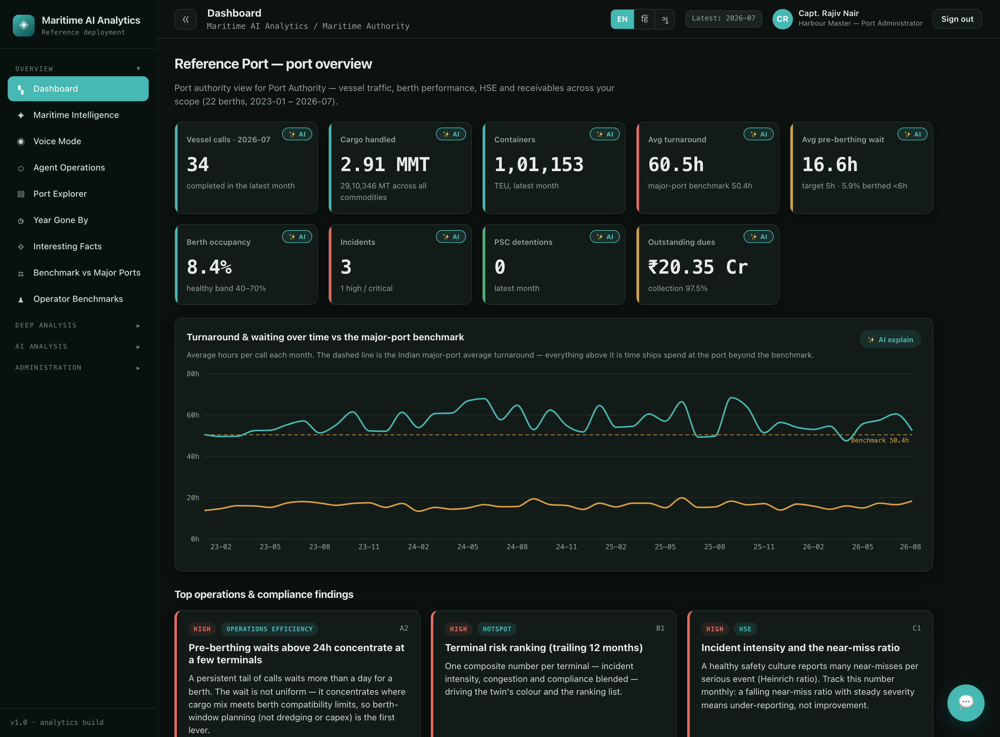 Maritime AI Analytics
Reference deployment
OVERVIEW
Dashboard
Maritime Intelligence
Voice Mode
Agent Operations
Port Explorer
Year Gone By
Interesting Facts
Benchmark vs Major Ports
Operator Benchmarks
DEEP ANALYSIS
AI ANALYSIS
ADMINISTRATION
v1.0 · analytics build
Dashboard
Maritime AI Analytics / Maritime Authority
EN हिं ગુ
Latest: 2026-07
CR
Capt. Rajiv Nair
Harbour Master — Port Administrator
Sign out
Reference Port — port overview
Port authority view for Port Authority — vessel traffic, berth performance, HSE and receivables across your
scope (22 berths, 2023-01 – 2026-07).
Vessel calls · 2026-07
AI
34
completed in the latest month
Cargo handled
AI
2.91 MMT
29,10,346 MT across all
commodities
Containers
AI
1,01,153
TEU, latest month
Avg turnaround
AI
60.5h
major-port benchmark 50.4h
Avg pre-berthing wait
AI
16.6h
target 5h · 5.9% berthed <6h
Berth occupancy
AI
8.4%
healthy band 40–70%
Incidents
AI
3
1 high / critical
PSC detentions
AI
0
latest month
Outstanding dues
AI
₹20.35 Cr
collection 97.5%
Turnaround & waiting over time vs the major-port benchmark
AI explain
Average hours per call each month. The dashed line is the Indian major-port average turnaround — everything above it is time ships spend at the port beyond the benchmark.
80h
60h
40h
20h
0h
Benchmark 50.4h
23-02 23-05 23-08 23-11 24-02 24-05 24-08 24-11 25-02 25-05 25-08 25-11 26-02 26-05 26-08
Top operations & compliance findings
HIGH OPERATIONS EFFICIENCY A2
Pre-berthing waits above 24h concentrate at
a few terminals
A persistent tail of calls waits more than a day for a
berth. The wait is not uniform — it concentrates where
cargo mix meets berth compatibility limits, so berth-
window planning (not dredging or capex) is the first
lever.
HIGH HOTSPOT B1
Terminal risk ranking (trailing 12 months)
One composite number per terminal — incident
intensity, congestion and compliance blended —
driving the twin's colour and the ranking list.
HIGH HSE C1
Incident intensity and the near-miss ratio
A healthy safety culture reports many near-misses per
serious event (Heinrich ratio). Track this number
monthly: a falling near-miss ratio with steady severity
means under-reporting, not improvement.